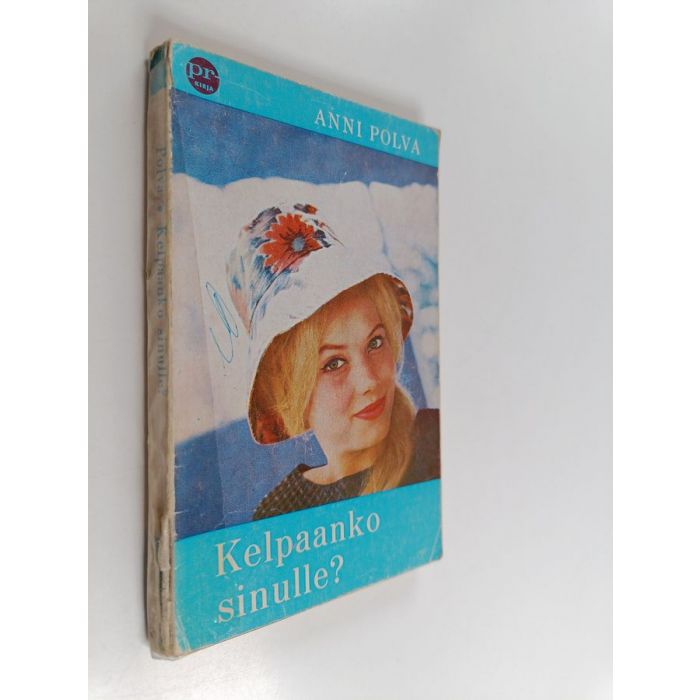 pr.
KIRJA
ANNI POLVA
Kelpaanko
sinulle?
Polva • Kelpaanko sinulle?